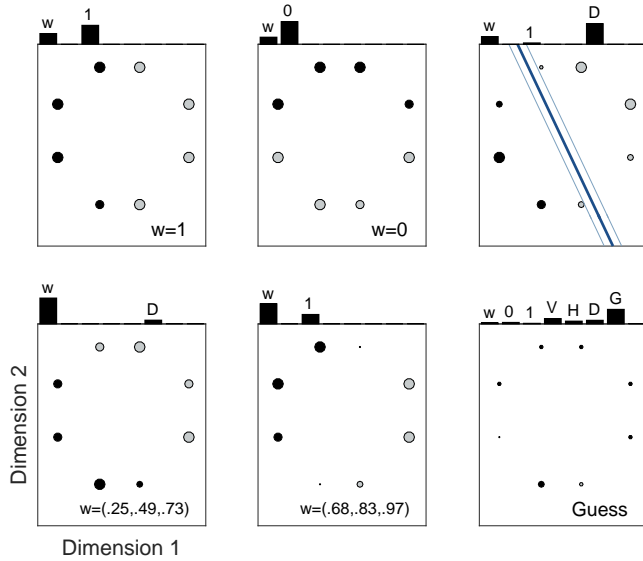 w 1
w 0
w 1 D
w=1
w=0
w D
w 1
w 0 1 V H D G
w=(.25,.49,.73)
w=(.68,.83,.97)
Guess
Dimension 2
Dimension 1